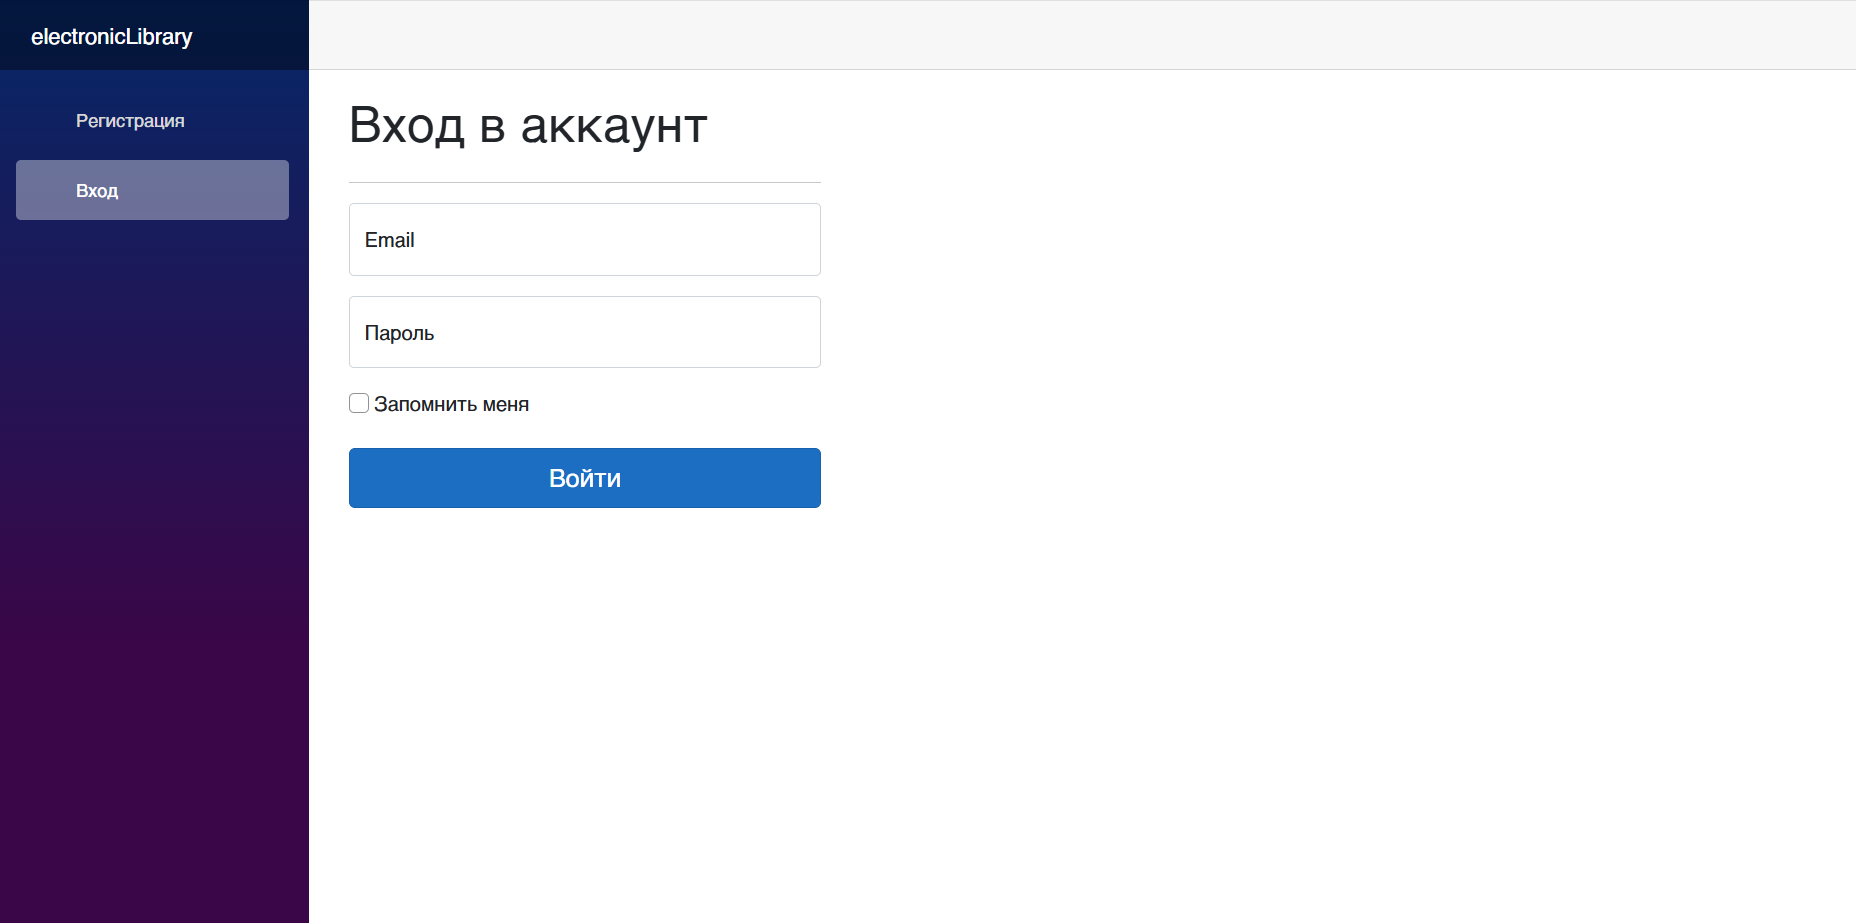 electronicLibrary
Регистрация
Вход
Вход в аккаунт
Email
Пароль
Запомнить меня
Войти